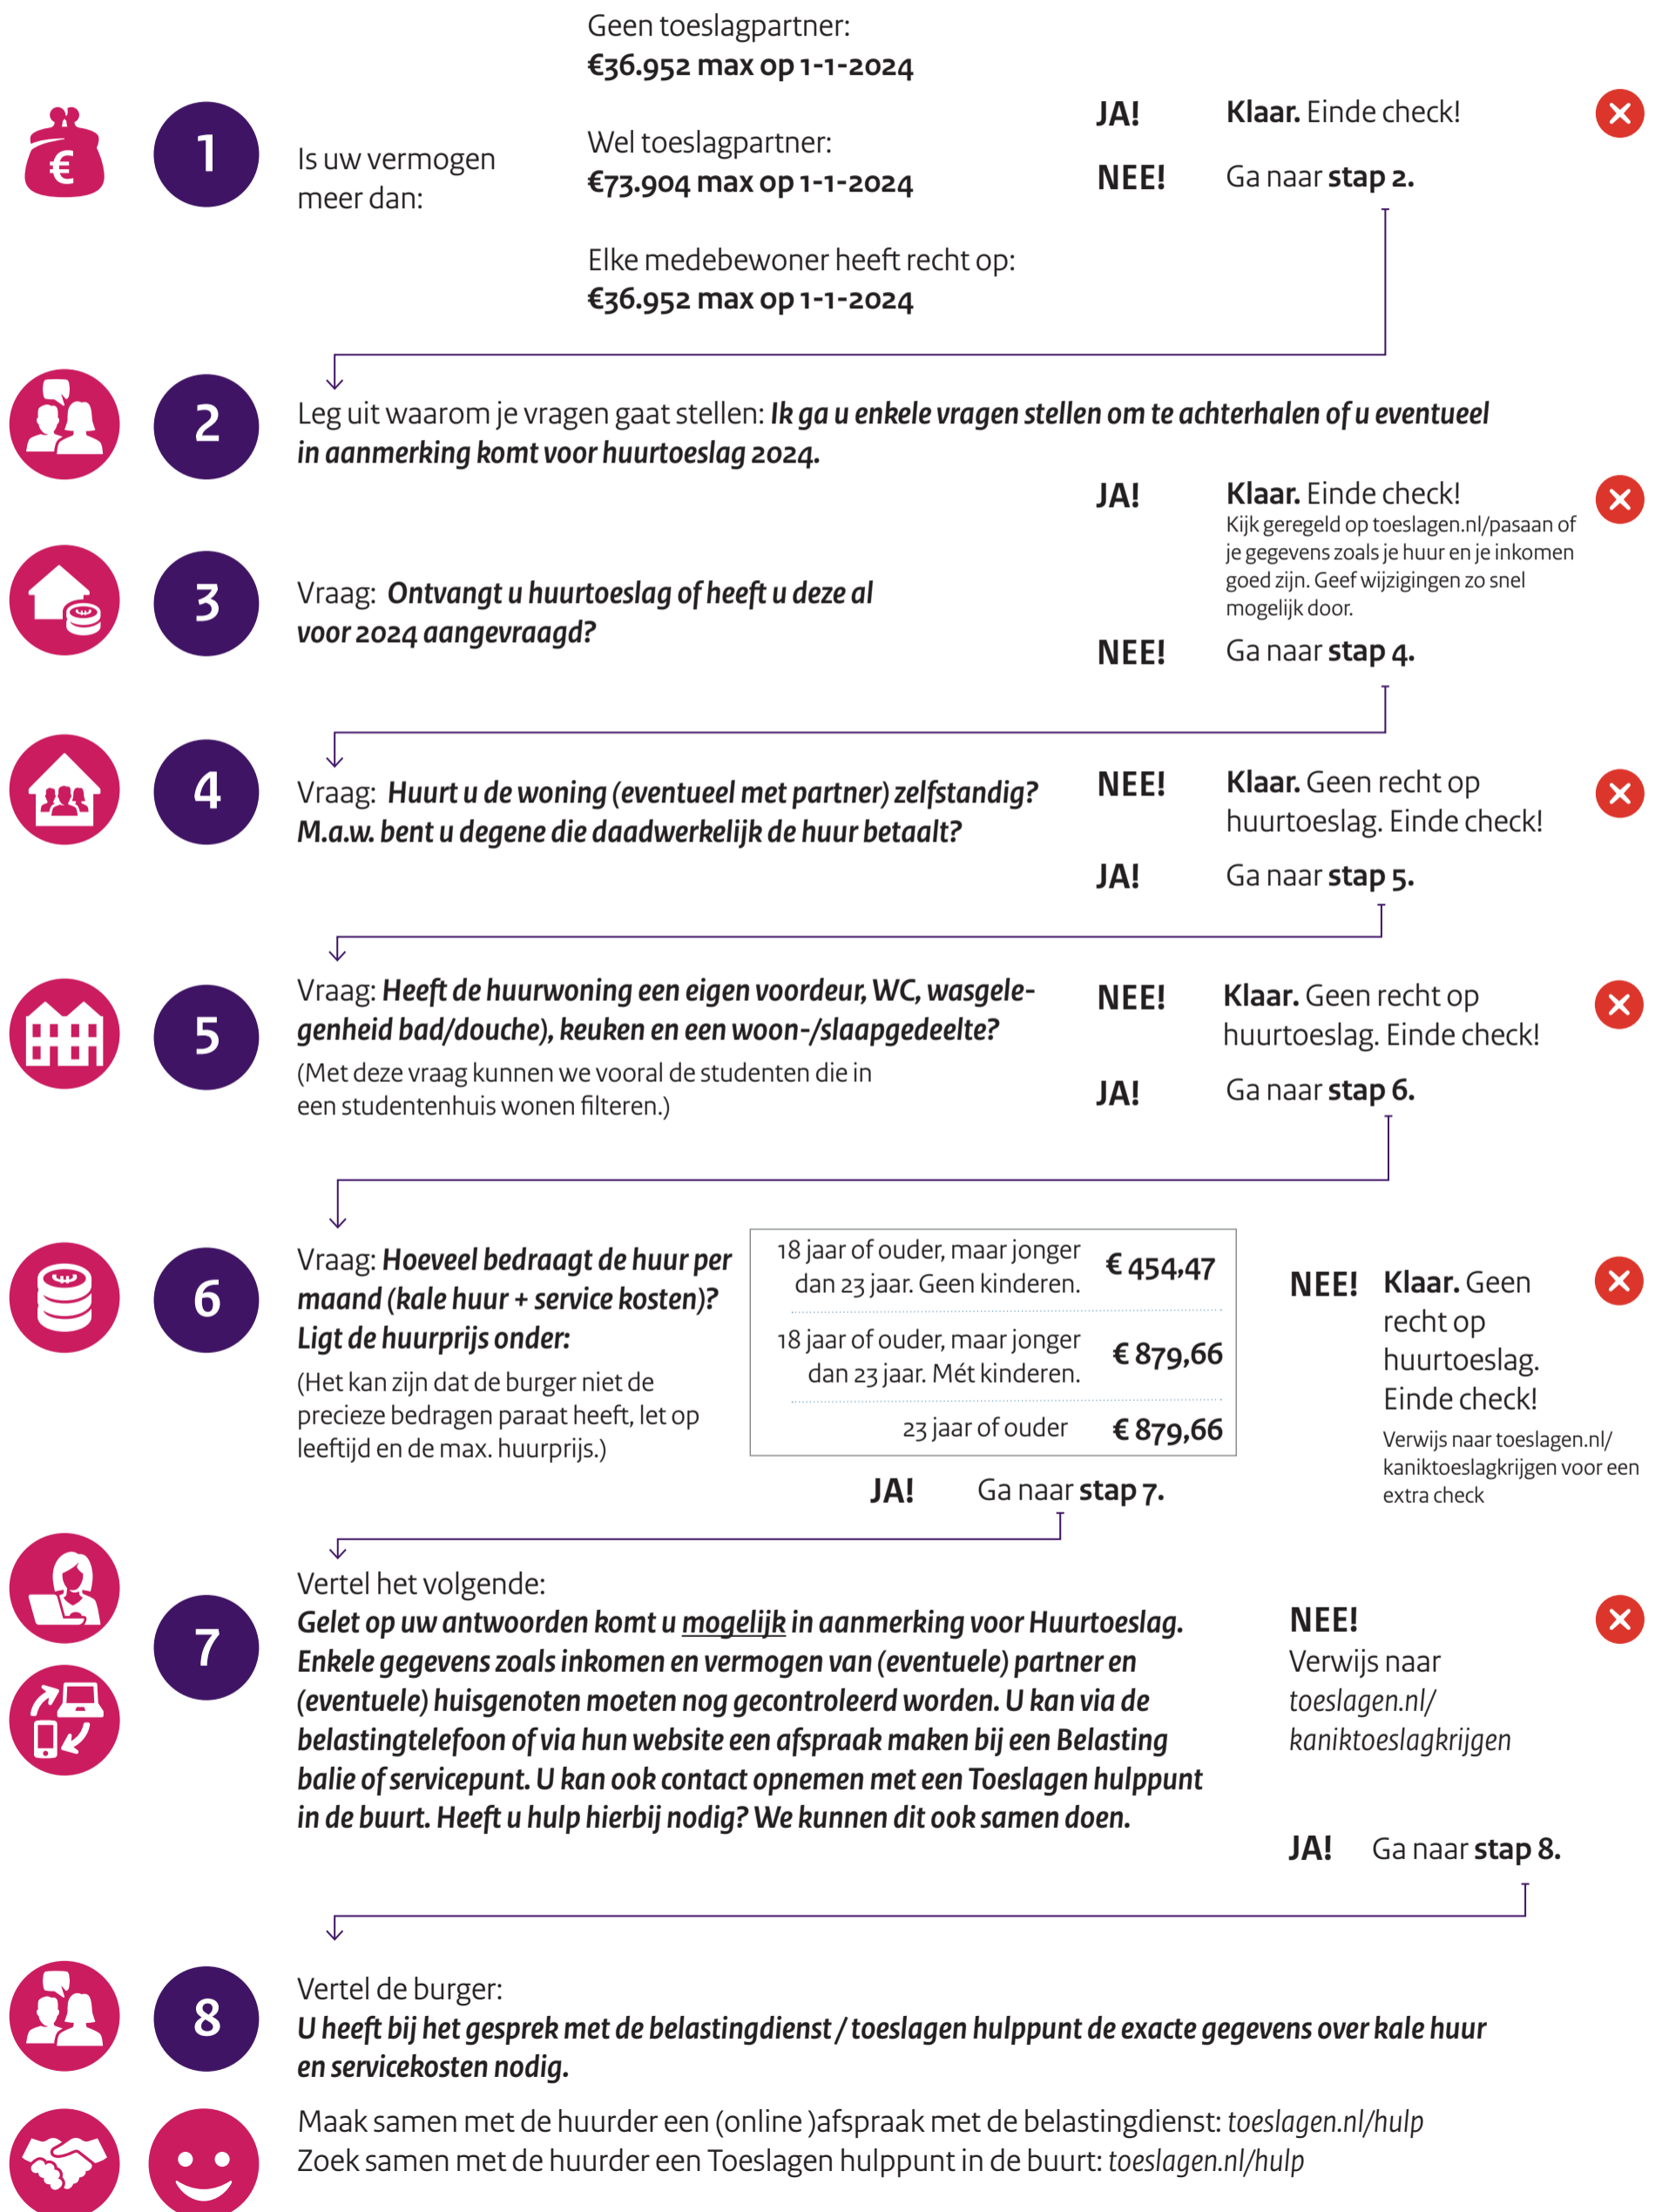 Geen toeslagpartner:
€36.952 max op 1-1-2024
€
1
Is uw vermogen
meer dan:
Wel toeslagpartner:
€73.904 max op 1-1-2024
Elke medebewoner heeft recht op:
€36.952 max op 1-1-2024
JA!
Klaar. Einde check!
NEE!
Ga naar stap 2.
2
Leg uit waarom je vragen gaat stellen: Ik ga u enkele vragen stellen om te achterhalen of u eventueel
in aanmerking komt voor huurtoeslag 2024.
3
Vraag: Ontvangt u huurtoeslag of heeft u deze al
voor 2024 aangevraagd?
JA!
Klaar. Einde check!
Kijk geregeld op toeslagen.nl/pasaan of
je gegevens zoals je huur en je inkomen
goed zijn. Geef wijzigingen zo snel
mogelijk door.
NEE!
Ga naar stap 4.
4
Vraag: Huurt u de woning (eventueel met partner) zelfstandig?
M.a.w. bent u degene die daadwerkelijk de huur betaalt?
NEE!
Klaar. Geen recht op
huurtoeslag. Einde check!
JA!
Ga naar stap 5.
5
Vraag: Heeft de huurwoning een eigen voordeur, WC, wasgele-
genheid bad/douche), keuken en een woon-/slaapgedeelte?
(Met deze vraag kunnen we vooral de studenten die in
een studentenhuis wonen filteren.)
NEE!
Klaar. Geen recht op
huurtoeslag. Einde check!
JA!
Ga naar stap 6.
6
Vraag: Hoeveel bedraagt de huur per
maand (kale huur + service kosten)?
Ligt de huurprijs onder:
(Het kan zijn dat de burger niet de
precieze bedragen paraat heeft, let op
leeftijd en de max. huurprijs.)
18 jaar of ouder, maar jonger
dan 23 jaar. Geen kinderen.
€ 454,47
18 jaar of ouder, maar jonger
dan 23 jaar. Mét kinderen.
€ 879,66
23 jaar of ouder
€ 879,66
NEE!
Klaar. Geen
recht op
huurtoeslag.
Einde check!
Verwijs naar toeslagen.nl/
kaniktoeslagkrijgen voor een
extra check
JA!
Ga naar stap 7.
7
Vertel het volgende:
Gelet op uw antwoorden komt u mogelijk in aanmerking voor Huurtoeslag.
Enkele gegevens zoals inkomen en vermogen van (eventuele) partner en
(eventuele) huisgenoten moeten nog gecontroleerd worden. U kan via de
belastingtelefoon of via hun website een afspraak maken bij een Belasting
balie of servicepunt. U kan ook contact opnemen met een Toeslagen hulppunt
in de buurt. Heeft u hulp hierbij nodig? We kunnen dit ook samen doen.
NEE!
Verwijs naar
toeslagen.nl/
kaniktoeslagkrijgen
JA!
Ga naar stap 8.
8
Vertel de burger:
U heeft bij het gesprek met de belastingdienst / toeslagen hulppunt de exacte gegevens over kale huur
en servicekosten nodig.
Maak samen met de huurder een (online )afspraak met de belastingdienst: toeslagen.nl/hulp
Zoek samen met de huurder een Toeslagen hulppunt in de buurt: toeslagen.nl/hulp